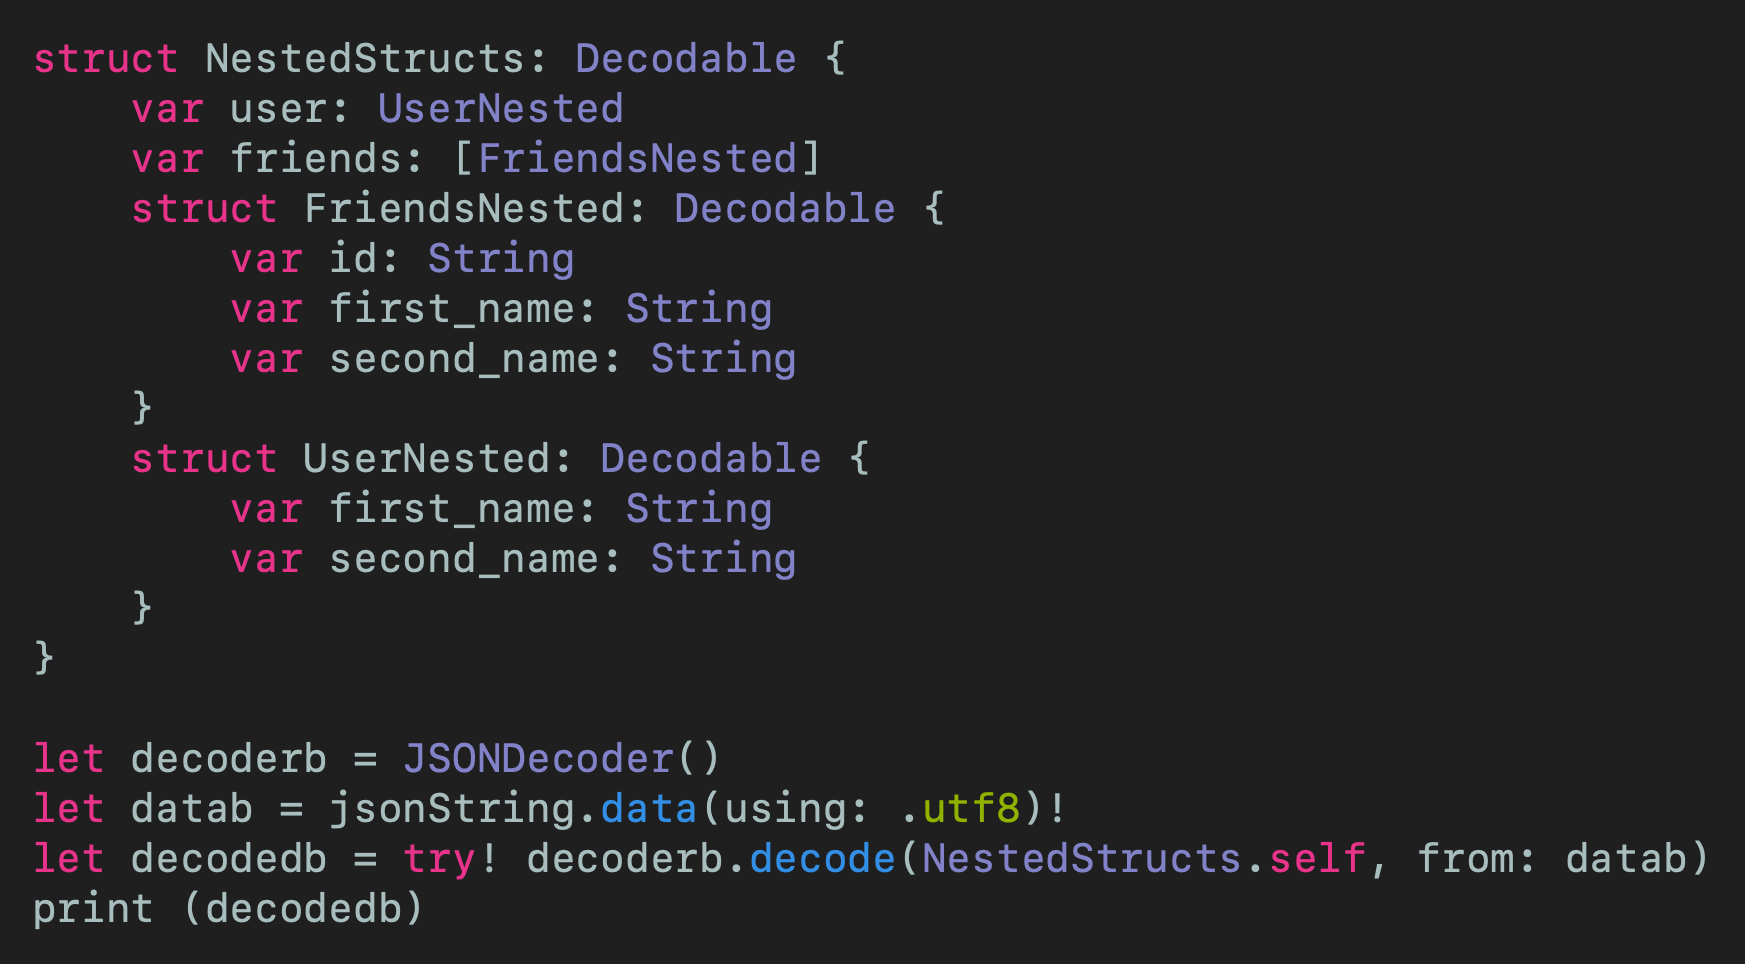 struct NestedStructs: Decodable {
    var user: UserNested
    var friends: [FriendsNested]
    struct FriendsNested: Decodable {
        var id: String
        var first_name: String
        var second_name: String
    }
    struct UserNested: Decodable {
        var first_name: String
        var second_name: String
    }
}

let decoderb = JSONDecoder()
let datab = jsonString.data(using: .utf8)!
let decodedb = try! decoderb.decode(NestedStructs.self, from: datab)
print (decodedb)